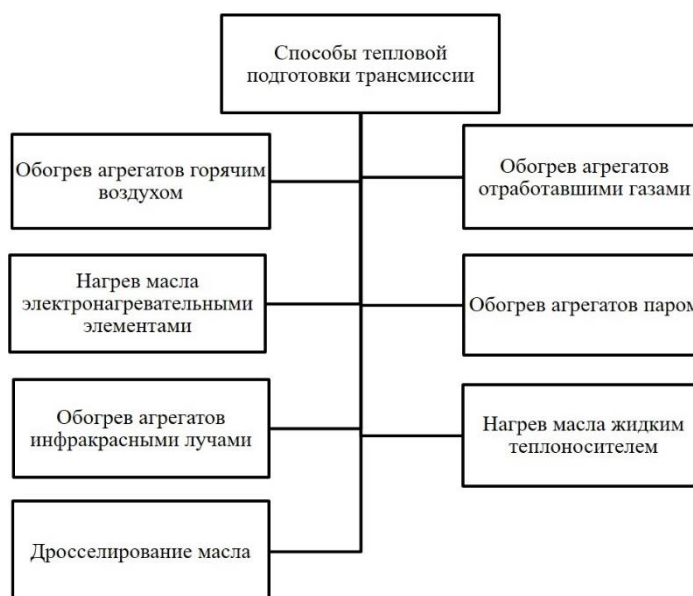 Способы тепловой
подготовки трансмиссии
Обогрев агрегатов горячим
воздухом
Обогрев агрегатов
отработавшими газами
Нагрев масла
электронагревательными
элементами
Обогрев агрегатов паром
Обогрев агрегатов
инфракрасными лучами
Нагрев масла жидким
теплоносителем
Дросселирование масла